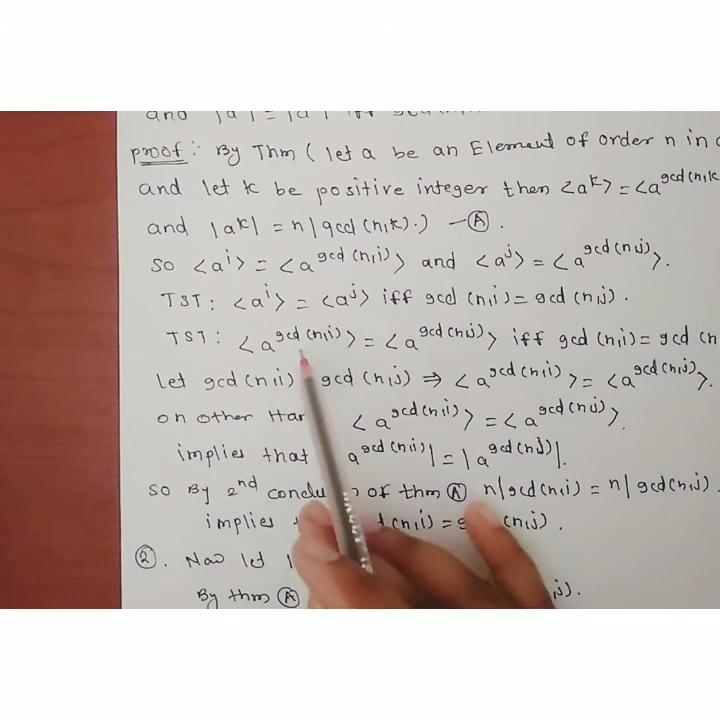 and |a | = |a | iff gcd
proof:- By Thm ( let a be an Element of order n in
and let k be positive integer then <a^k> = <a^gcd(n,k
and |a^k| = n/gcd(n,k).) —Ⓐ.
so <a^i> = <a^gcd(n,i)> and <a^j> = <a^gcd(n,j)>.
TST: <a^i> = <a^j> iff gcd(n,i) = gcd(n,j).
TST: <a^gcd(n,i)> = <a^gcd(n,j)> iff gcd(n,i) = gcd(n
let gcd(n,i) gcd(n,j) ⇒ <a^gcd(n,i)> = <a^gcd(n,j)>.
on other <a^gcd(n,i)> = <a^gcd(n,j)>.
implies that a^gcd(n,i)| = |a^gcd(n,j)|.
so By 2nd of thm Ⓐ n/gcd(n,i) = n/gcd(n,j).
implies (n,i) = (n,j).
②. Now let
By thm Ⓐ j).